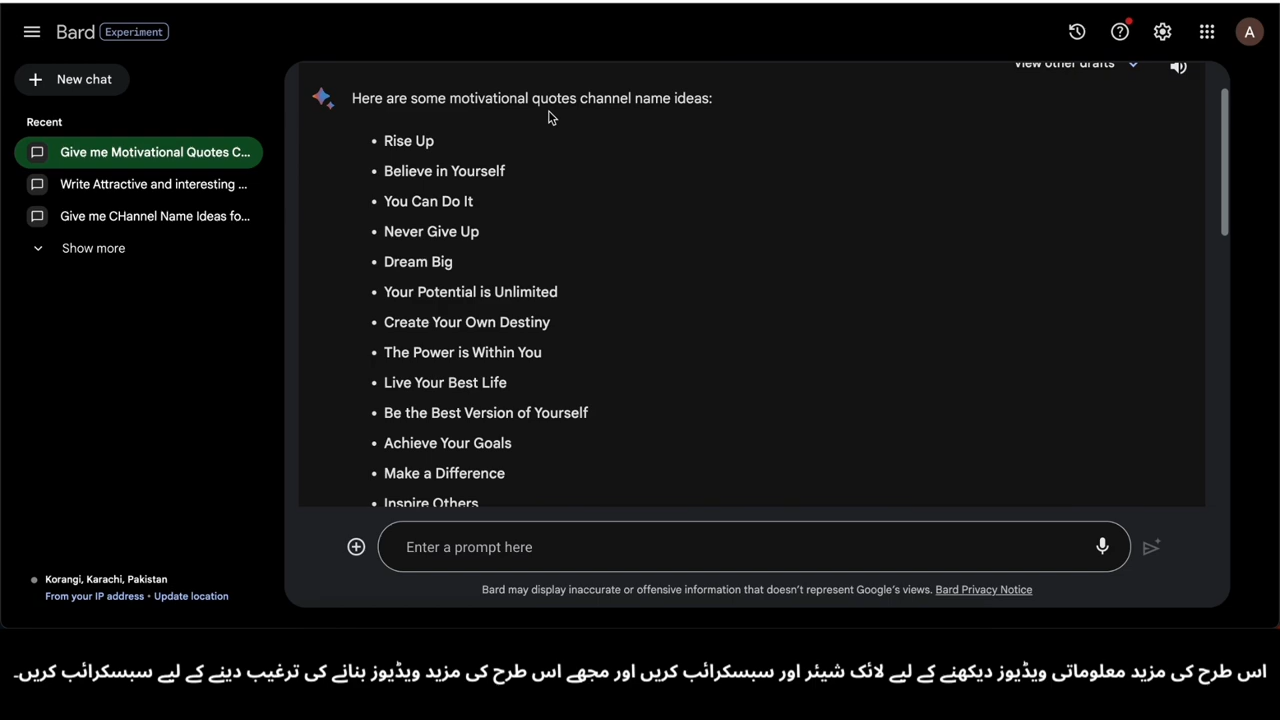 Bard Experiment
A
New chat
Recent
Give me Motivational Quotes C...
Write Attractive and interesting ...
Give me CHannel Name Ideas fo...
Show more
Korangi, Karachi, Pakistan
From your IP address • Update location
View other drafts
Here are some motivational quotes channel name ideas:
• Rise Up
• Believe in Yourself
• You Can Do It
• Never Give Up
• Dream Big
• Your Potential is Unlimited
• Create Your Own Destiny
• The Power is Within You
• Live Your Best Life
• Be the Best Version of Yourself
• Achieve Your Goals
• Make a Difference
• Inspire Others
Enter a prompt here
Bard may display inaccurate or offensive information that doesn't represent Google's views. Bard Privacy Notice
اس طرح کی مزید معلوماتی ویڈیوز دیکھنے کے لیے لائک شیئر اور سبسکرائب کریں اور مجھے اس طرح کی مزید ویڈیوز بنانے کی ترغیب دینے کے لیے سبسکرائب کریں۔